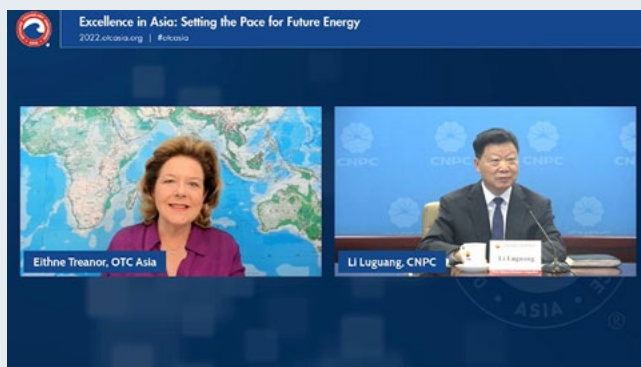 Excellence in Asia: Setting the Pace for Future Energy
2022.otcasia.org | #otcasia
CNPC CNPC CNPC
Eithne Treanor, OTC Asia
Li Luguang, CNPC
Li Luguang
ASIA
®